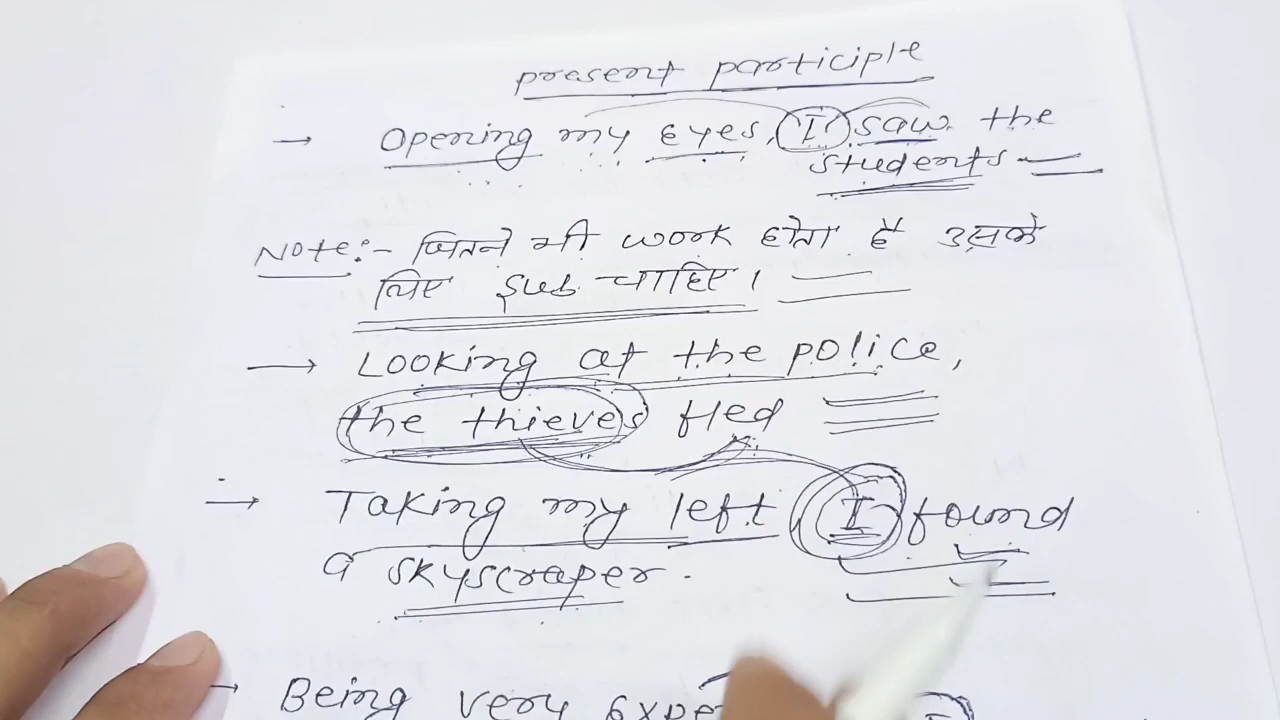 present participle
→ Opening my eyes, I saw the
students
Note:- जितने भी work होता है उसके
लिए sub चाहिए।
→ Looking at the police,
the thieves fled
→ Taking my left I found
a skyscraper.
→ Being very